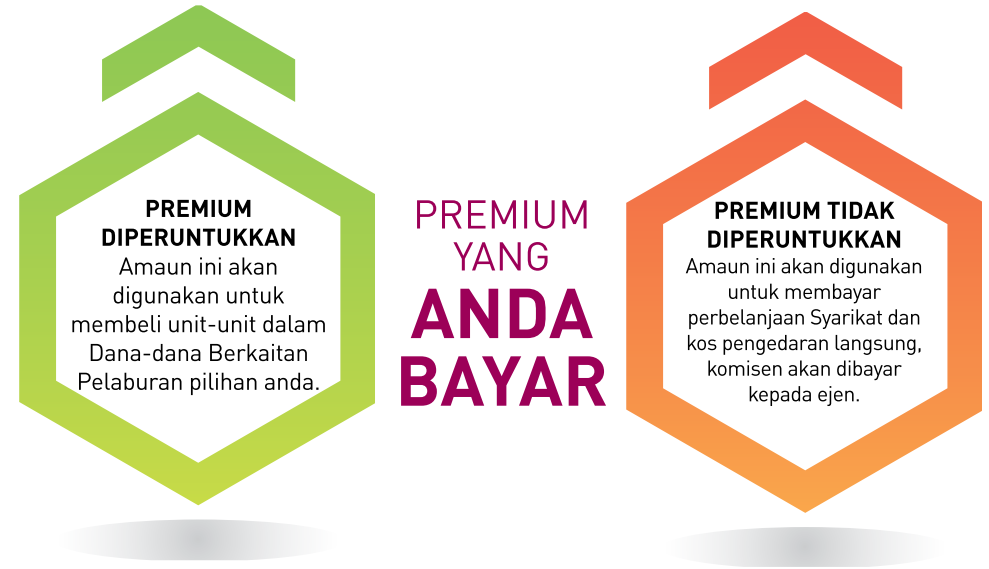 PREMIUM
DIPERUNTUKKAN
Amaun ini akan
digunakan untuk
membeli unit-unit dalam
Dana-dana Berkaitan
Pelaburan pilihan anda.
PREMIUM
YANG
ANDA
BAYAR
PREMIUM TIDAK
DIPERUNTUKKAN
Amaun ini akan digunakan
untuk membayar
perbelanjaan Syarikat dan
kos pengedaran langsung,
komisen akan dibayar
kepada ejen.